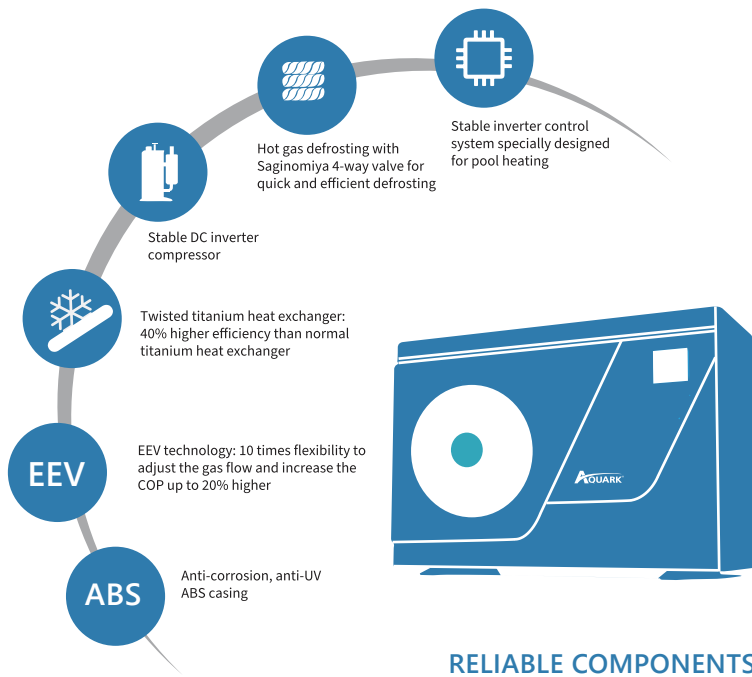 Stable inverter control
system specially designed
for pool heating
Hot gas defrosting with
Saginomiya 4-way valve for
quick and efficient defrosting
Stable DC inverter
compressor
Twisted titanium heat exchanger:
40% higher efficiency than normal
titanium heat exchanger
EEV
EEV technology: 10 times flexibility to
adjust the gas flow and increase the
COP up to 20% higher
ABS
Anti-corrosion, anti-UV
ABS casing
AQUARK
RELIABLE COMPONENTS